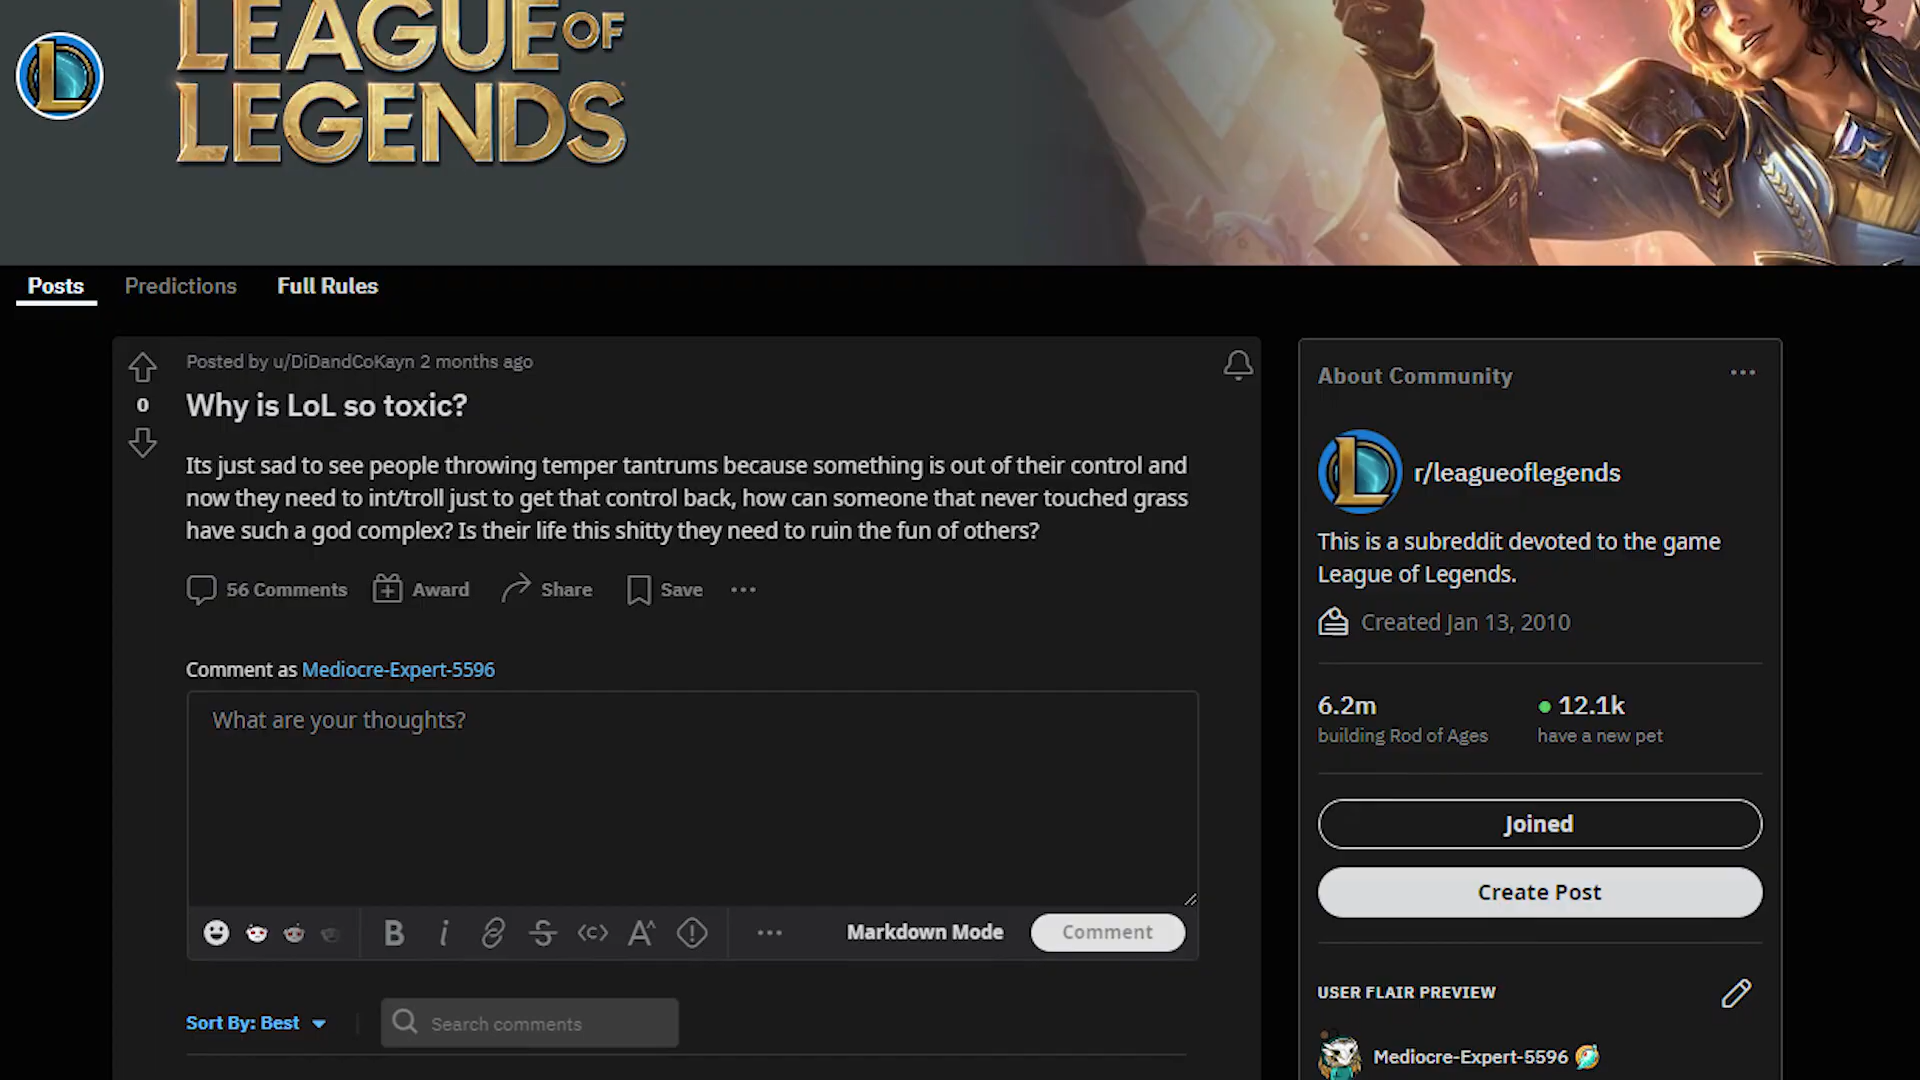 LEAGUE OF
LEGENDS
Posts
Predictions
Full Rules
Posted by u/DiDandCoKayn 2 months ago
0
Why is LoL so toxic?
Its just sad to see people throwing temper tantrums because something is out of their control and
now they need to int/troll just to get that control back, how can someone that never touched grass
have such a god complex? Is their life this shitty they need to ruin the fun of others?
56 Comments
Award
Share
Save
Comment as Mediocre-Expert-5596
What are your thoughts?
Markdown Mode
Comment
Sort By: Best
Search comments
About Community
r/leagueoflegends
This is a subreddit devoted to the game
League of Legends.
Created Jan 13, 2010
6.2m
building Rod of Ages
12.1k
have a new pet
Joined
Create Post
USER FLAIR PREVIEW
Mediocre-Expert-5596